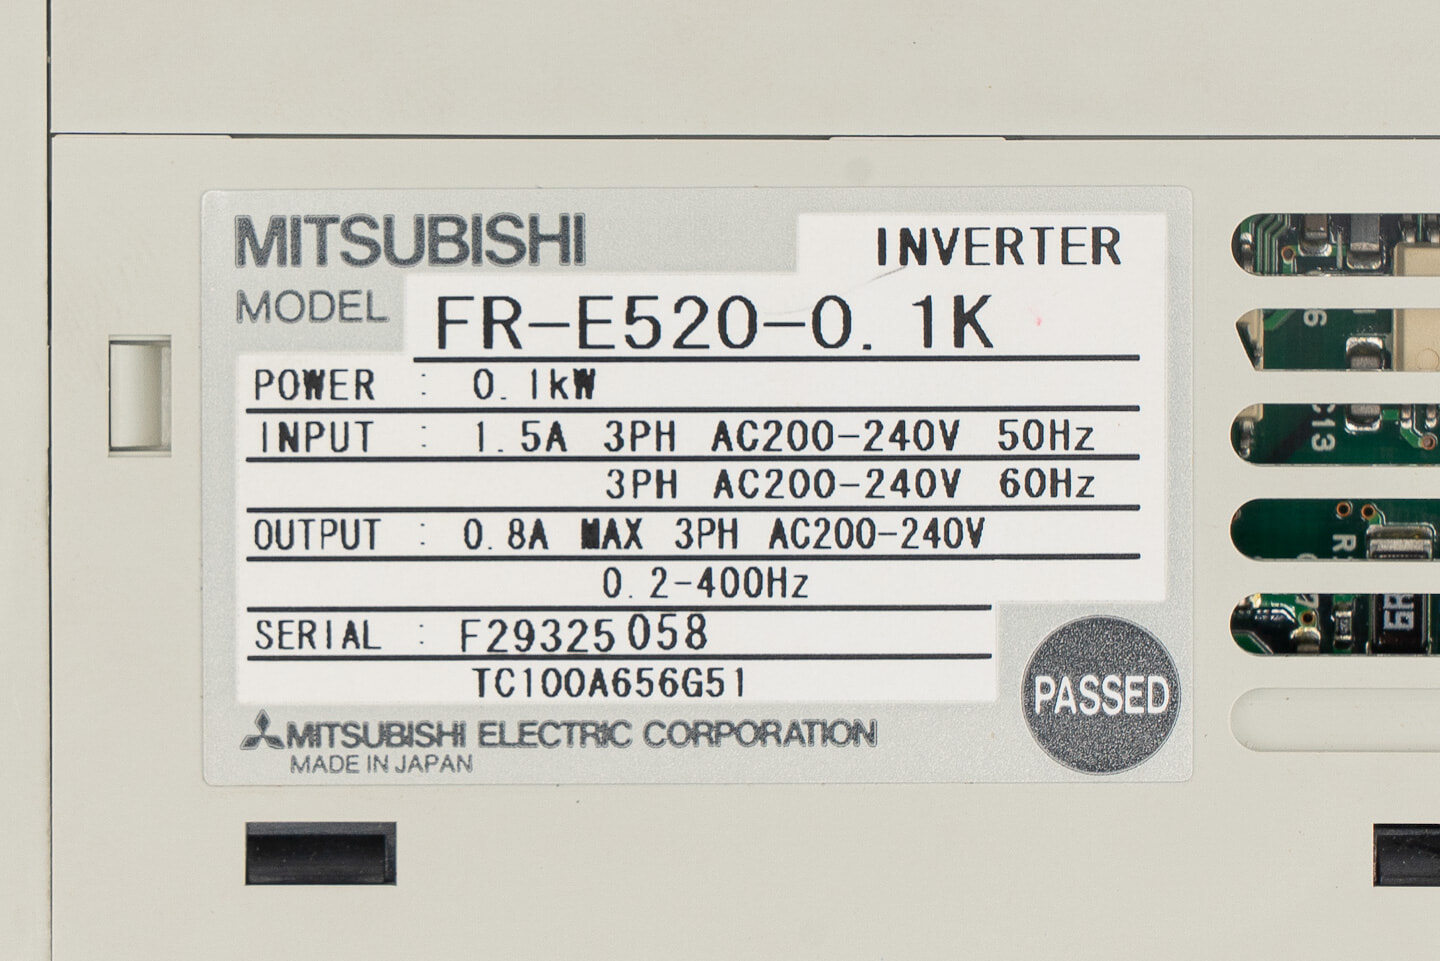 MITSUBISHI
INVERTER
MODEL FR-E520-0.1K
POWER : 0.1kW
INPUT : 1.5A 3PH AC200-240V 50Hz
3PH AC200-240V 60Hz
OUTPUT : 0.8A MAX 3PH AC200-240V
0.2-400Hz
SERIAL : F29325058
TC100A656G51
PASSED
MITSUBISHI ELECTRIC CORPORATION
MADE IN JAPAN
C13